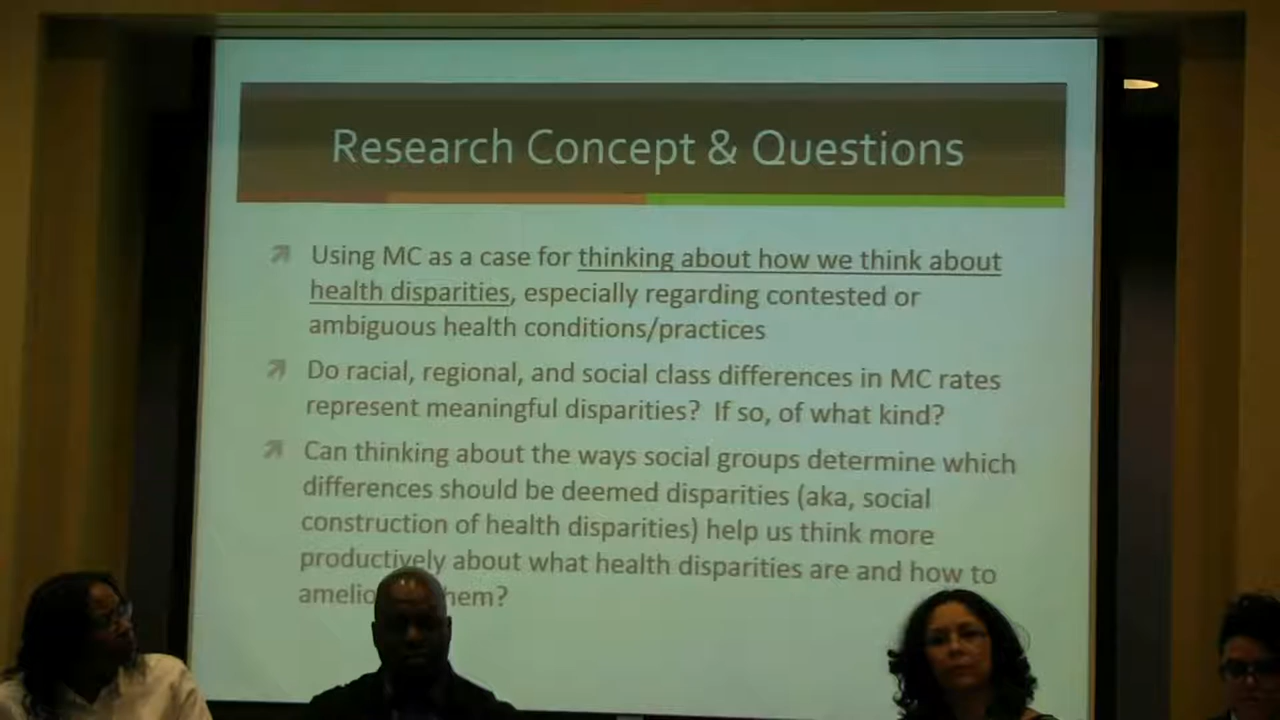 Research Concept & Questions
Using MC as a case for thinking about how we think about
health disparities, especially regarding contested or
ambiguous health conditions/practices
Do racial, regional, and social class differences in MC rates
represent meaningful disparities? If so, of what kind?
Can thinking about the ways social groups determine which
differences should be deemed disparities (aka, social
construction of health disparities) help us think more
productively about what health disparities are and how to